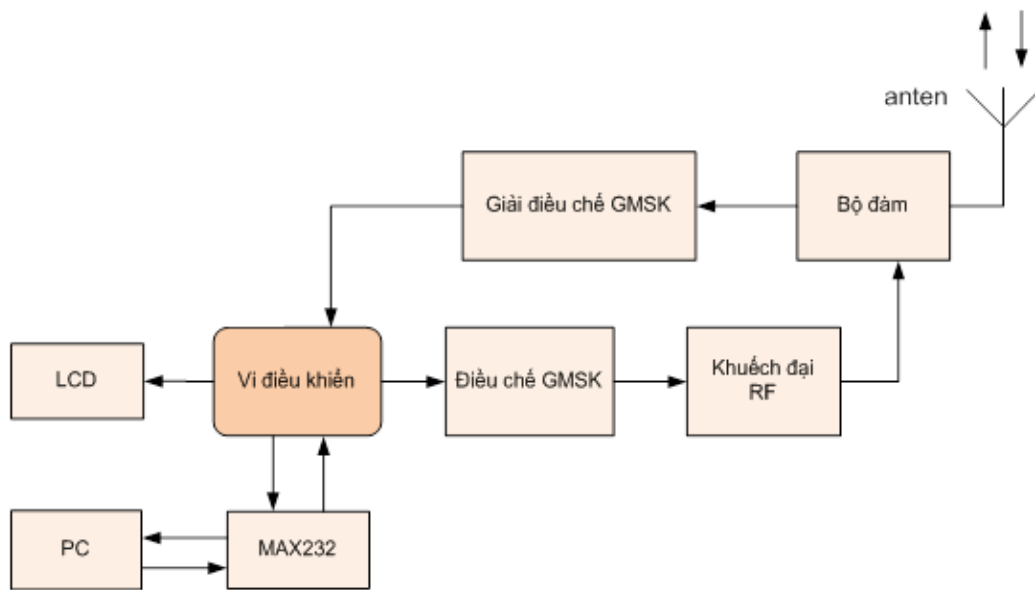 anten
Giải điều chế GMSK
Bộ đàm
LCD
Vi điều khiển
Điều chế GMSK
Khuếch đại
RF
PC
MAX232